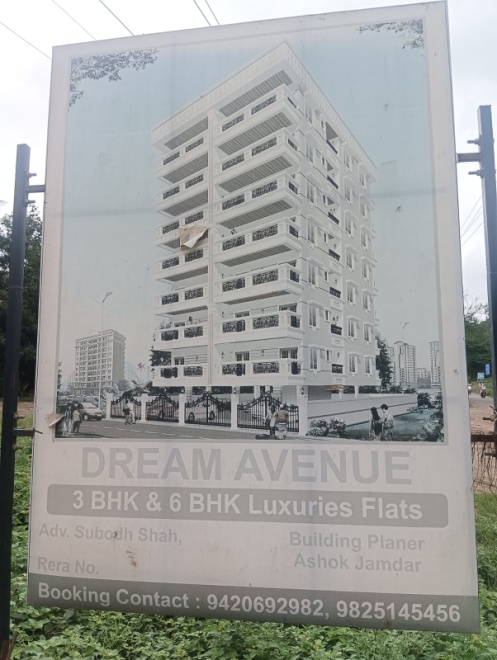 DREAM AVENUE
3 BHK & 6 BHK Luxuries Flats
Adv. Subodh Shah,
Rera No.
Building Planer
Ashok Jamdar
Booking Contact : 9420692982, 9825145456